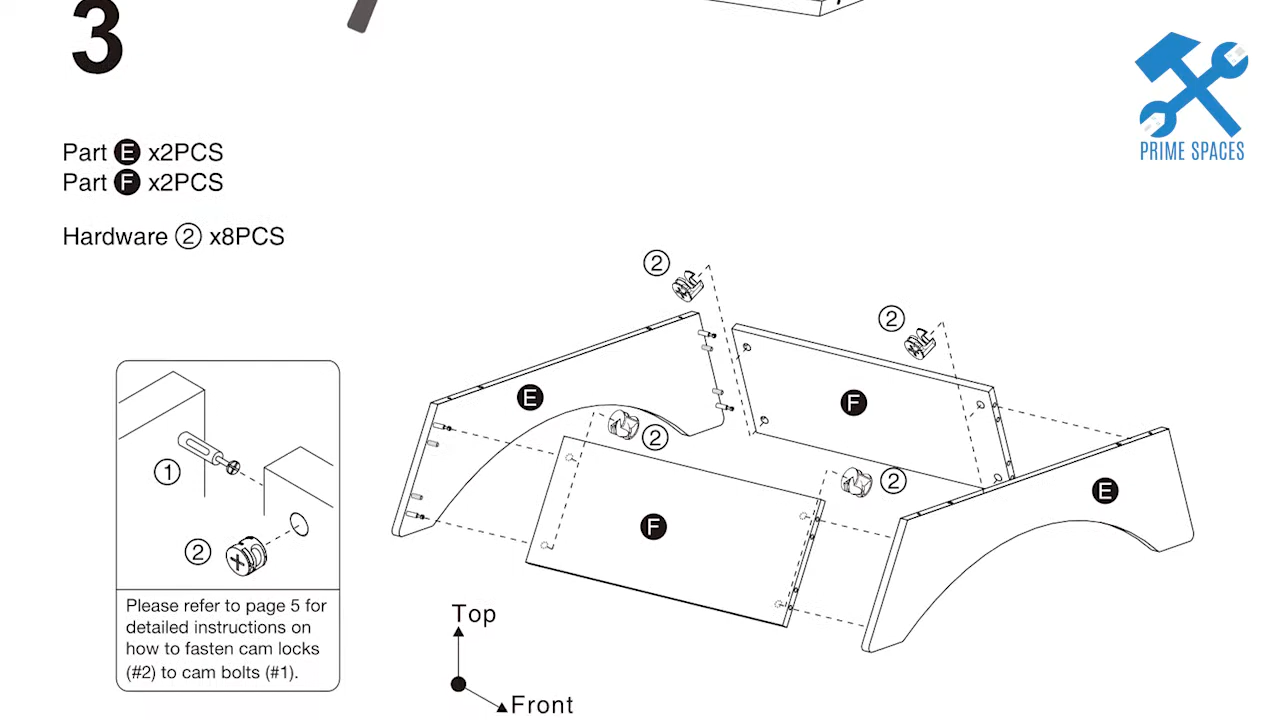 3
PRIME SPACES
Part E x2PCS
Part F x2PCS
Hardware ② x8PCS
②
②
E
F
②
①
②
E
F
②
Please refer to page 5 for
detailed instructions on
how to fasten cam locks
(#2) to cam bolts (#1).
Top
Front